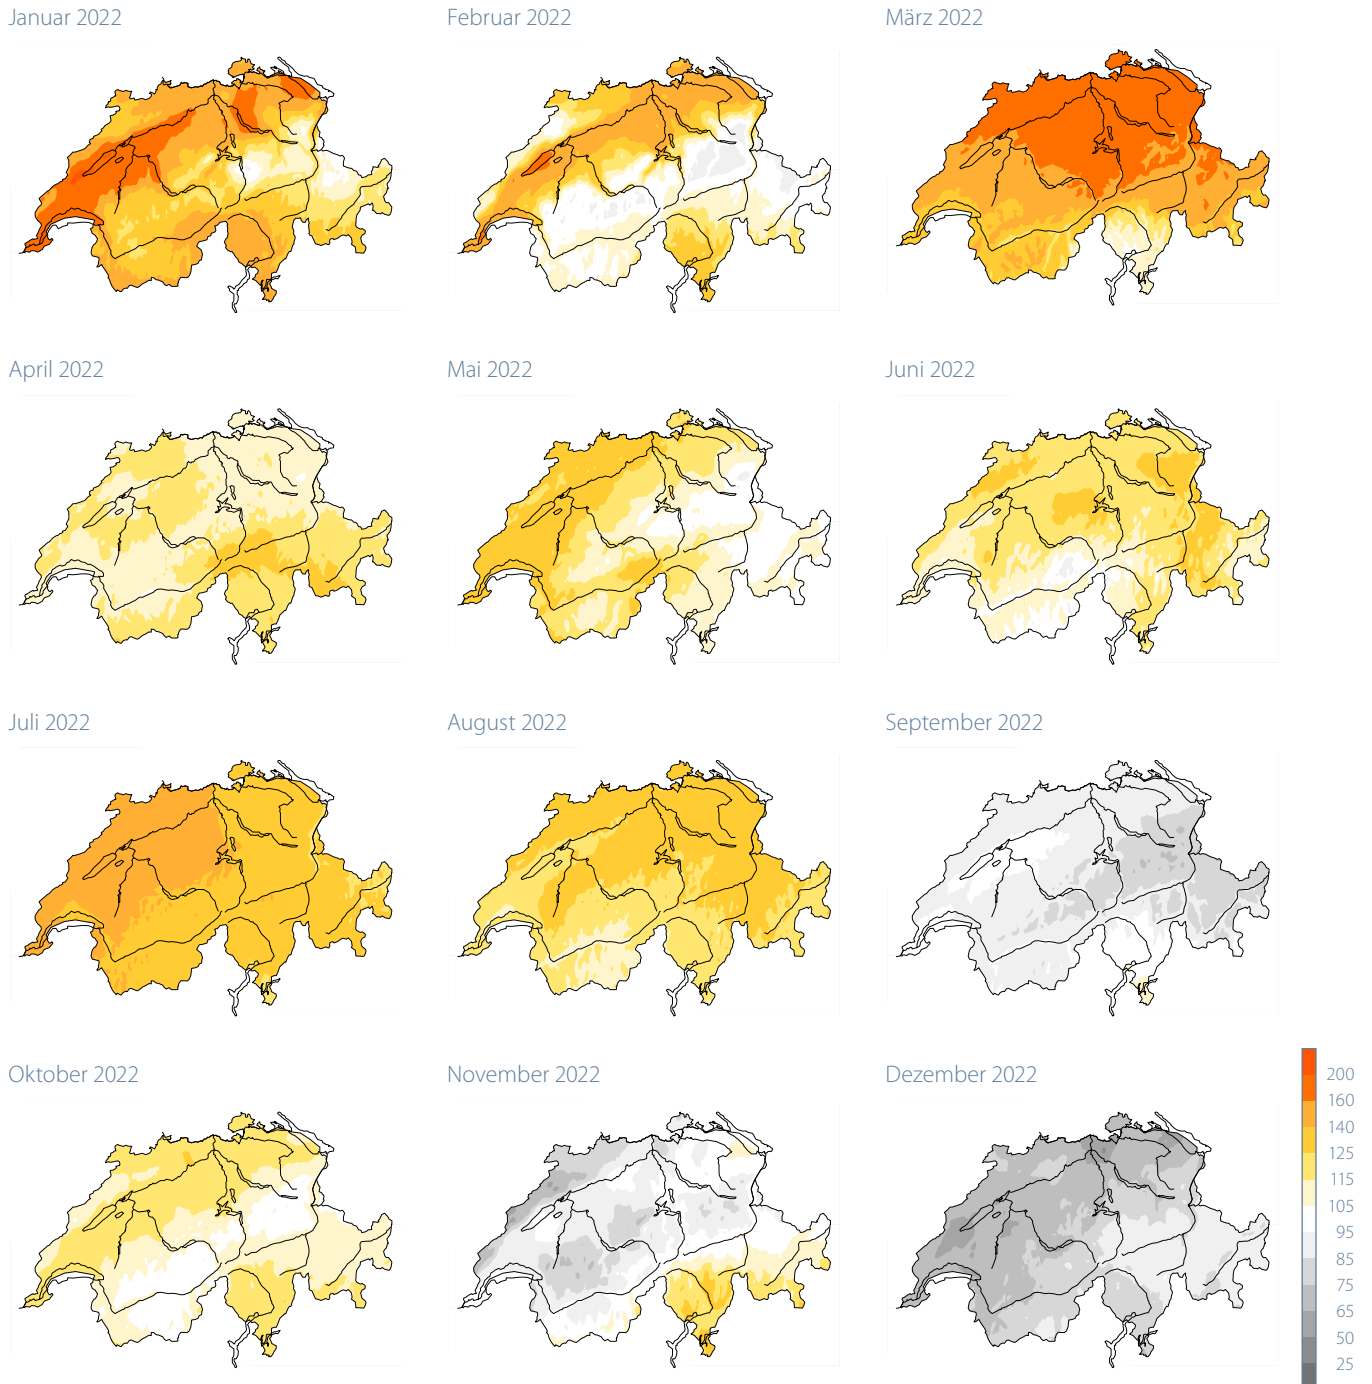 Januar 2022
Februar 2022
März 2022
April 2022
Mai 2022
Juni 2022
Juli 2022
August 2022
September 2022
Oktober 2022
November 2022
Dezember 2022
200
160
140
125
115
105
95
85
75
65
50
25